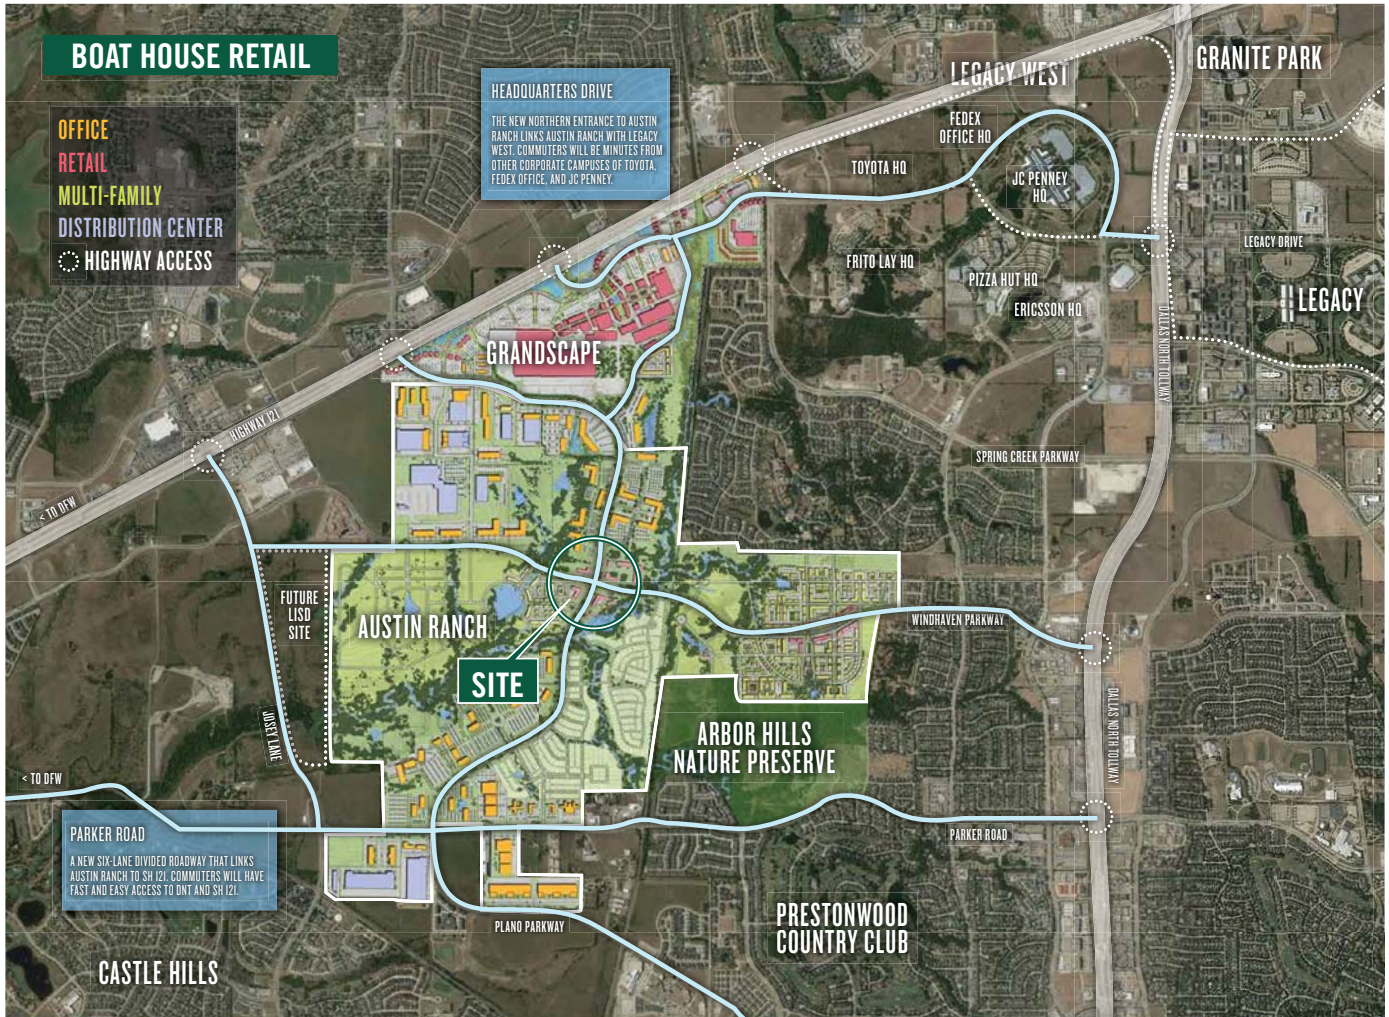 BOAT HOUSE RETAIL
OFFICE
RETAIL
MULTI-FAMILY
DISTRIBUTION CENTER
HIGHWAY ACCESS
HEADQUARTERS DRIVE
THE NEW NORTHERN ENTRANCE TO AUSTIN
RANCH LINKS AUSTIN RANCH WITH LEGACY
WEST. COMMUTERS WILL BE MINUTES FROM
OTHER CORPORATE CAMPUSES OF TOYOTA,
FEDEX OFFICE, AND JC PENNEY.
LEGACY WEST
GRANITE PARK
FEDEX
OFFICE HQ
TOYOTA HQ
JC PENNEY
HQ
LEGACY DRIVE
FRITO LAY HQ
PIZZA HUT HQ
ERICSSON HQ
LEGACY
DALLAS NORTH TOLLWAY
GRANDSCAPE
HIGHWAY 121
SPRING CREEK PARKWAY
< TO DFW
FUTURE
LISD
SITE
AUSTIN RANCH
WINDHAVEN PARKWAY
SITE
JOSEY LANE
ARBOR HILLS
NATURE PRESERVE
DALLAS NORTH TOLLWAY
< TO DFW
PARKER ROAD
A NEW SIX-LANE DIVIDED ROADWAY THAT LINKS
AUSTIN RANCH TO SH 121. COMMUTERS WILL HAVE
FAST AND EASY ACCESS TO DNT AND SH 121.
PARKER ROAD
PLANO PARKWAY
PRESTONWOOD
COUNTRY CLUB
CASTLE HILLS